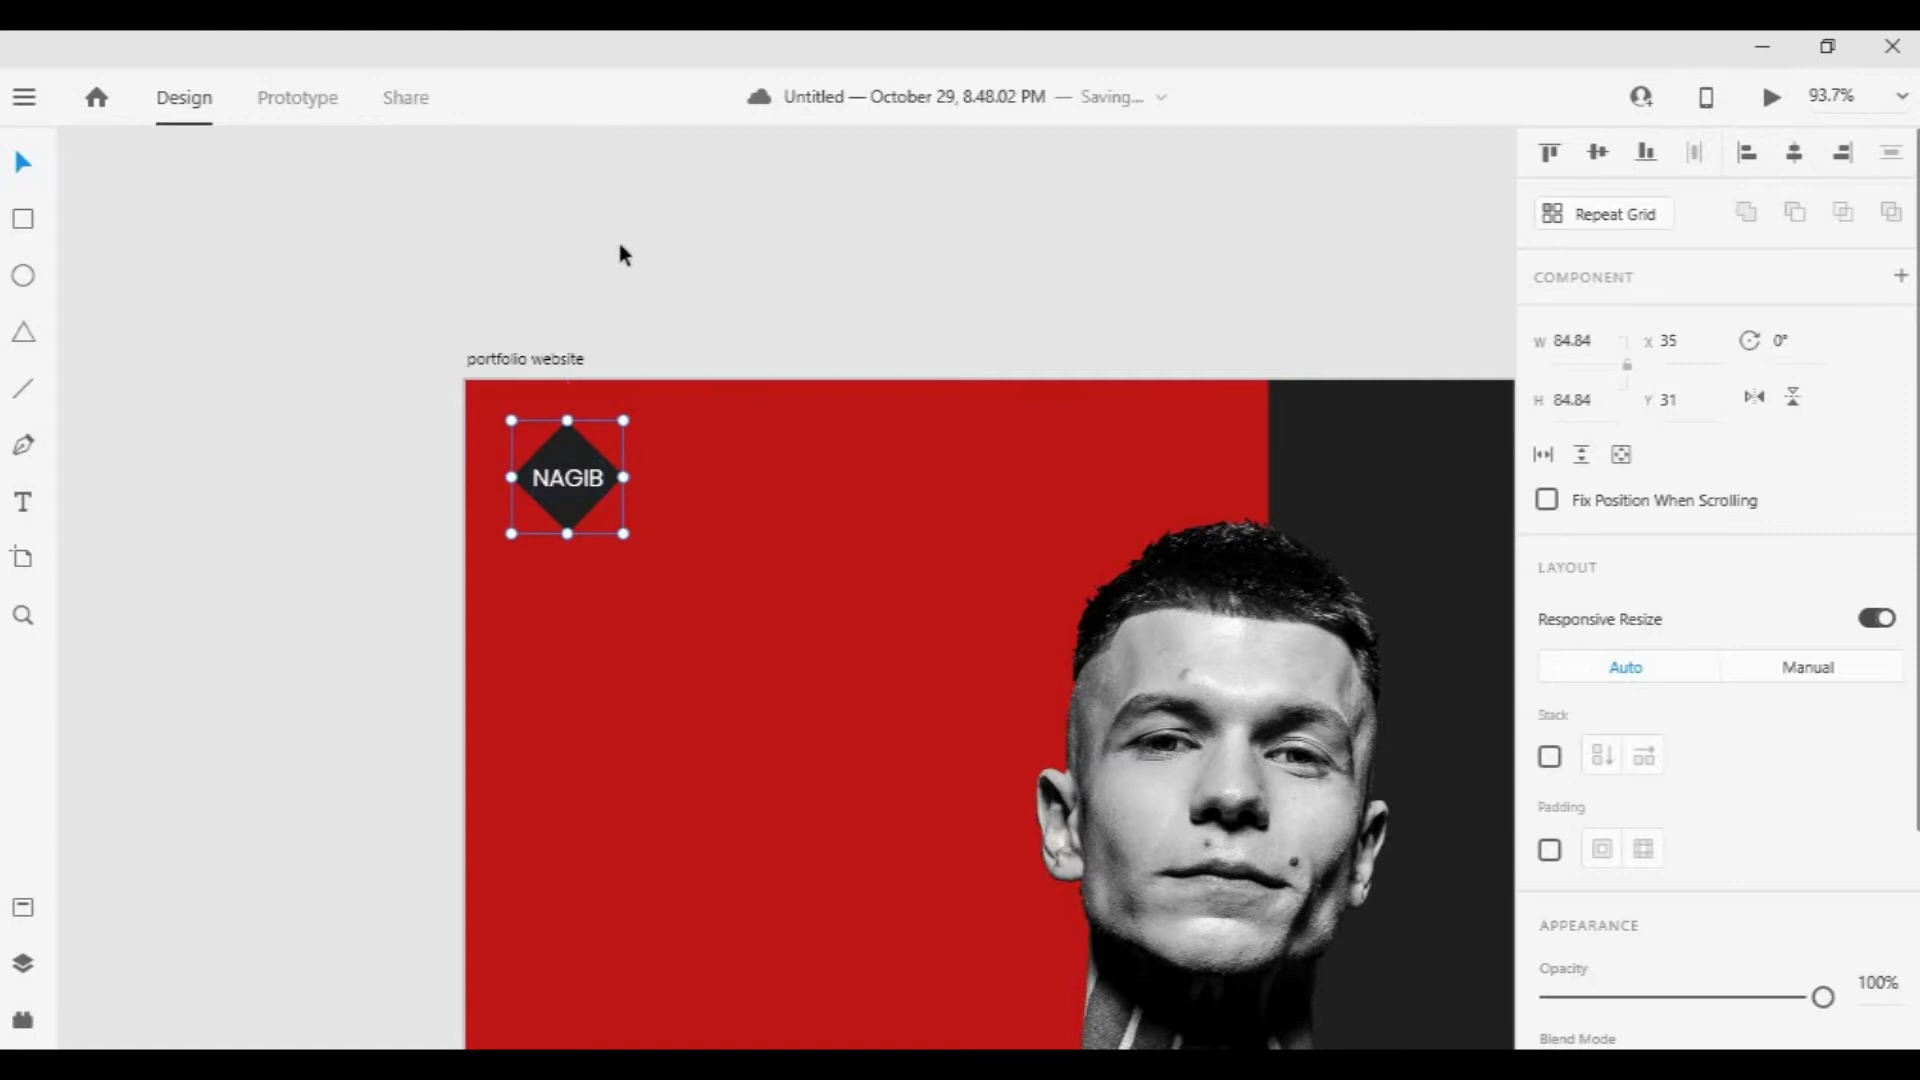 Design
Prototype
Share
Untitled — October 29, 8.48.02 PM — Saving...
93.7%
Repeat Grid
COMPONENT
W 84.84
X 35
0°
H 84.84
Y 31
Fix Position When Scrolling
LAYOUT
Responsive Resize
Auto
Manual
Stack
Padding
APPEARANCE
Opacity
100%
Blend Mode
T
portfolio website
NAGIB